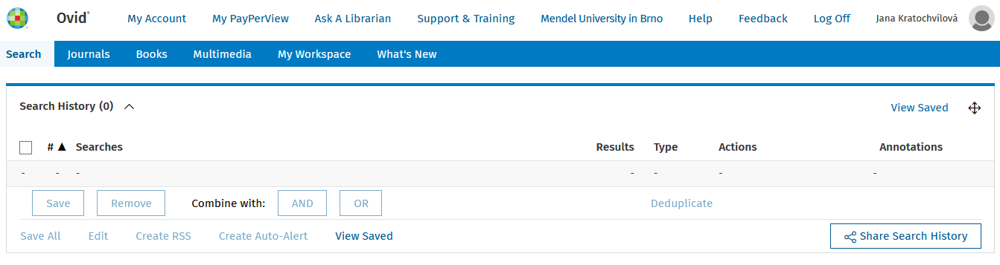 Ovid® My Account My PayPerView Ask A Librarian Support & Training Mendel University in Brno Help Feedback Log Off Jana Kratochvílová
Search Journals Books Multimedia My Workspace What's New
Search History (0) View Saved
# ▲ Searches Results Type Actions Annotations
- - - - - - -
Save Remove Combine with: AND OR Deduplicate
Save All Edit Create RSS Create Auto-Alert View Saved Share Search History